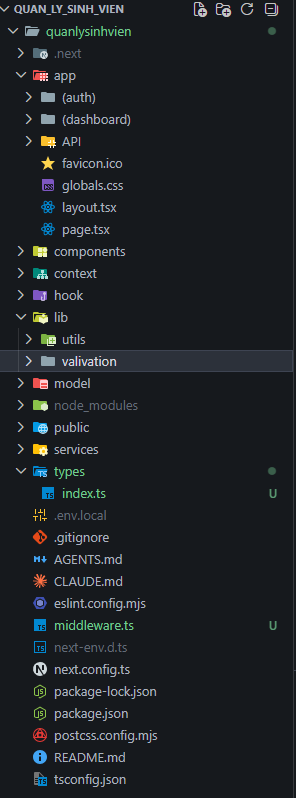 QUAN_LY_SINH_VIEN
quanlysinhvien
.next
app
(auth)
(dashboard)
API
favicon.ico
globals.css
layout.tsx
page.tsx
components
context
hook
lib
utils
valivation
model
node_modules
public
services
types
index.ts U
.env.local
.gitignore
AGENTS.md
CLAUDE.md
eslint.config.mjs
middleware.ts U
next-env.d.ts
next.config.ts
package-lock.json
package.json
postcss.config.mjs
README.md
tsconfig.json